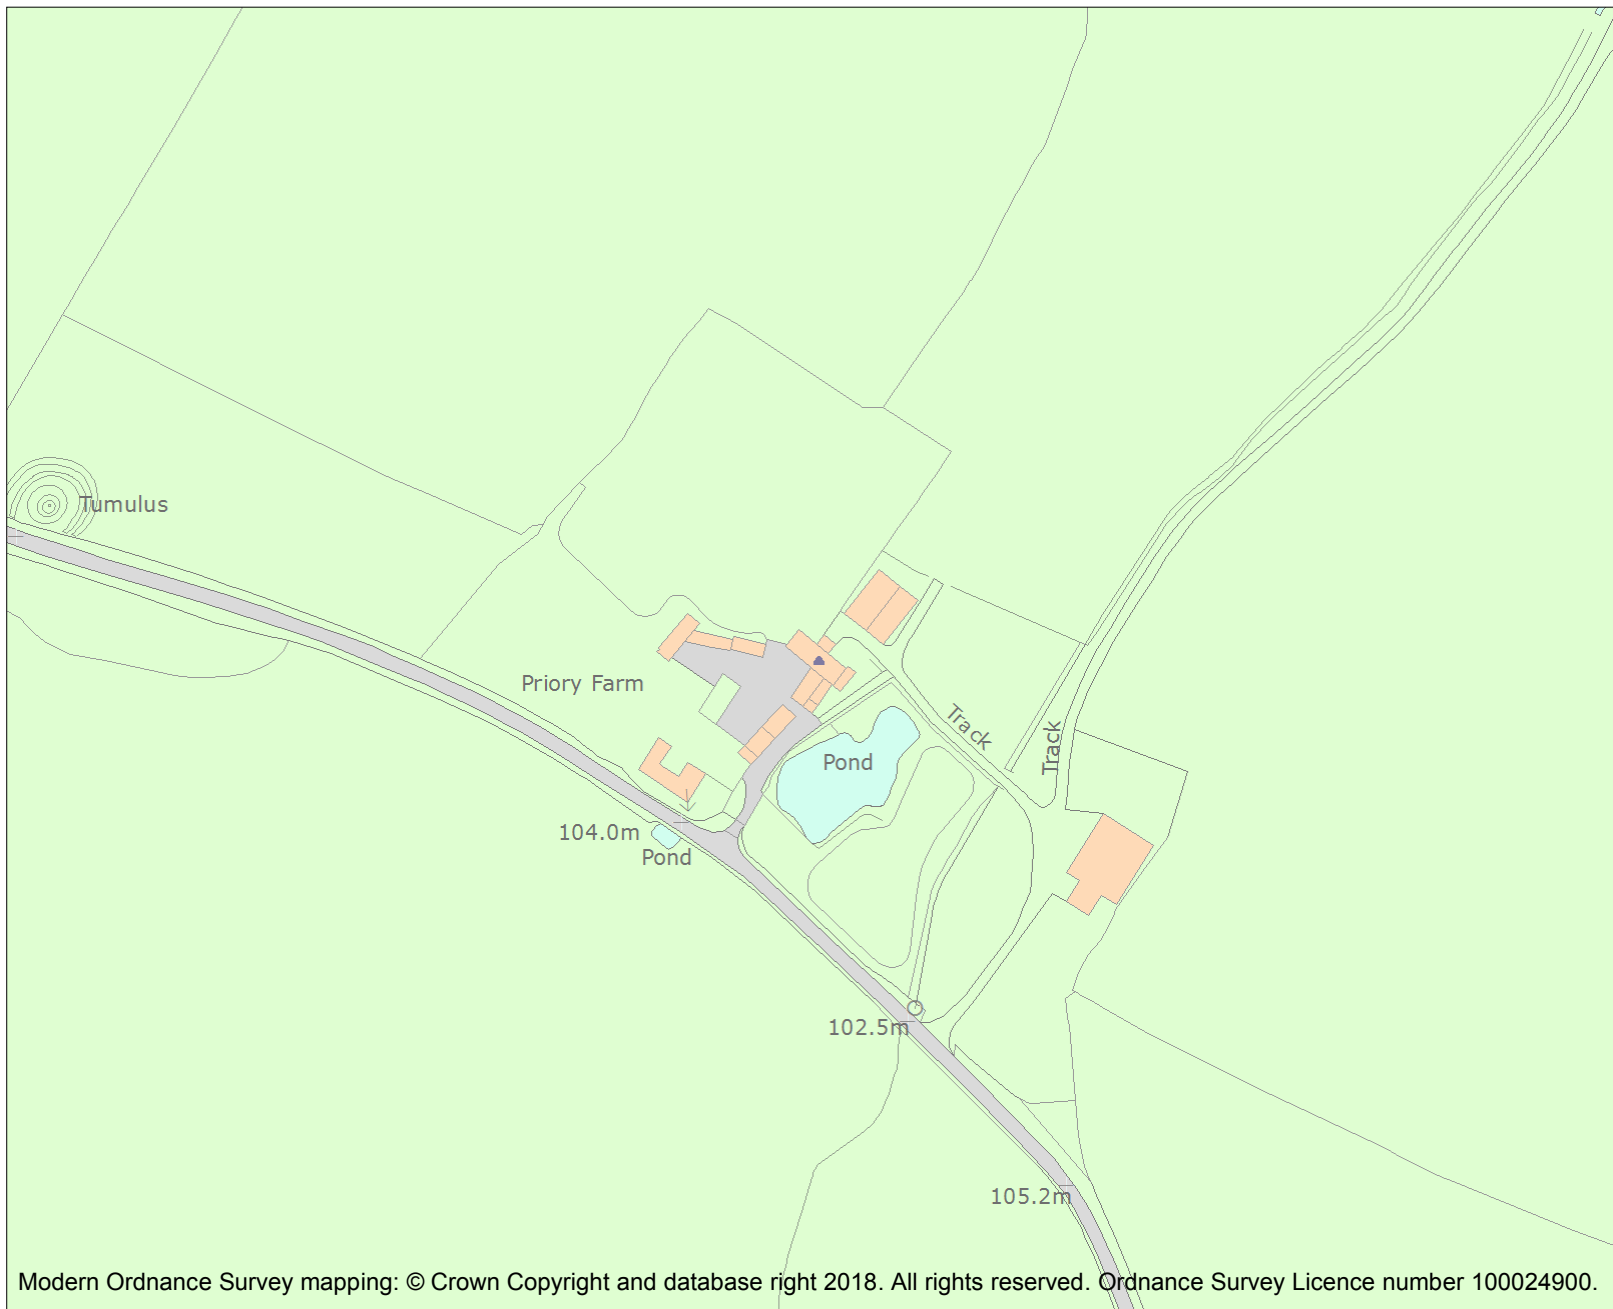 Tumulus
Priory Farm
Track
Track
Pond
104.0m
Pond
102.5m
105.2m
Modern Ordnance Survey mapping: © Crown Copyright and database right 2018. All rights reserved. Ordnance Survey Licence number 100024900.